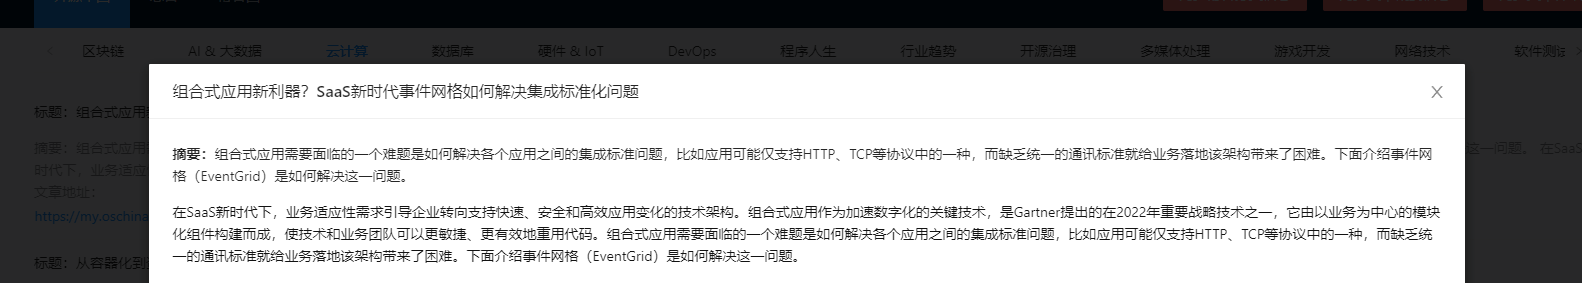 区块链 AI & 大数据 云计算 数据库 硬件 & IoT DevOps 程序人生 行业趋势 开源治理 多媒体处理 游戏开发 网络技术 软件测试
组合式应用新利器？SaaS新时代事件网格如何解决集成标准化问题
标题：组合式应用
摘要：组合式应用需要面临的一个难题是如何解决各个应用之间的集成标准问题，比如应用可能仅支持HTTP、TCP等协议中的一种，而缺乏统一的通讯标准就给业务落地该架构带来了困难。下面介绍事件网
格（EventGrid）是如何解决这一问题。
摘要：组合式应用
这一问题。 在SaaS
时代下，业务适应
文章地址：
https://my.oschina
在SaaS新时代下，业务适应性需求引导企业转向支持快速、安全和高效应用变化的技术架构。组合式应用作为加速数字化的关键技术，是Gartner提出的在2022年重要战略技术之一，它由以业务为中心的模块
化组件构建而成，使技术和业务团队可以更敏捷、更有效地重用代码。组合式应用需要面临的一个难题是如何解决各个应用之间的集成标准问题，比如应用可能仅支持HTTP、TCP等协议中的一种，而缺乏统
一的通讯标准就给业务落地该架构带来了困难。下面介绍事件网格（EventGrid）是如何解决这一问题。
标题：从容器化到